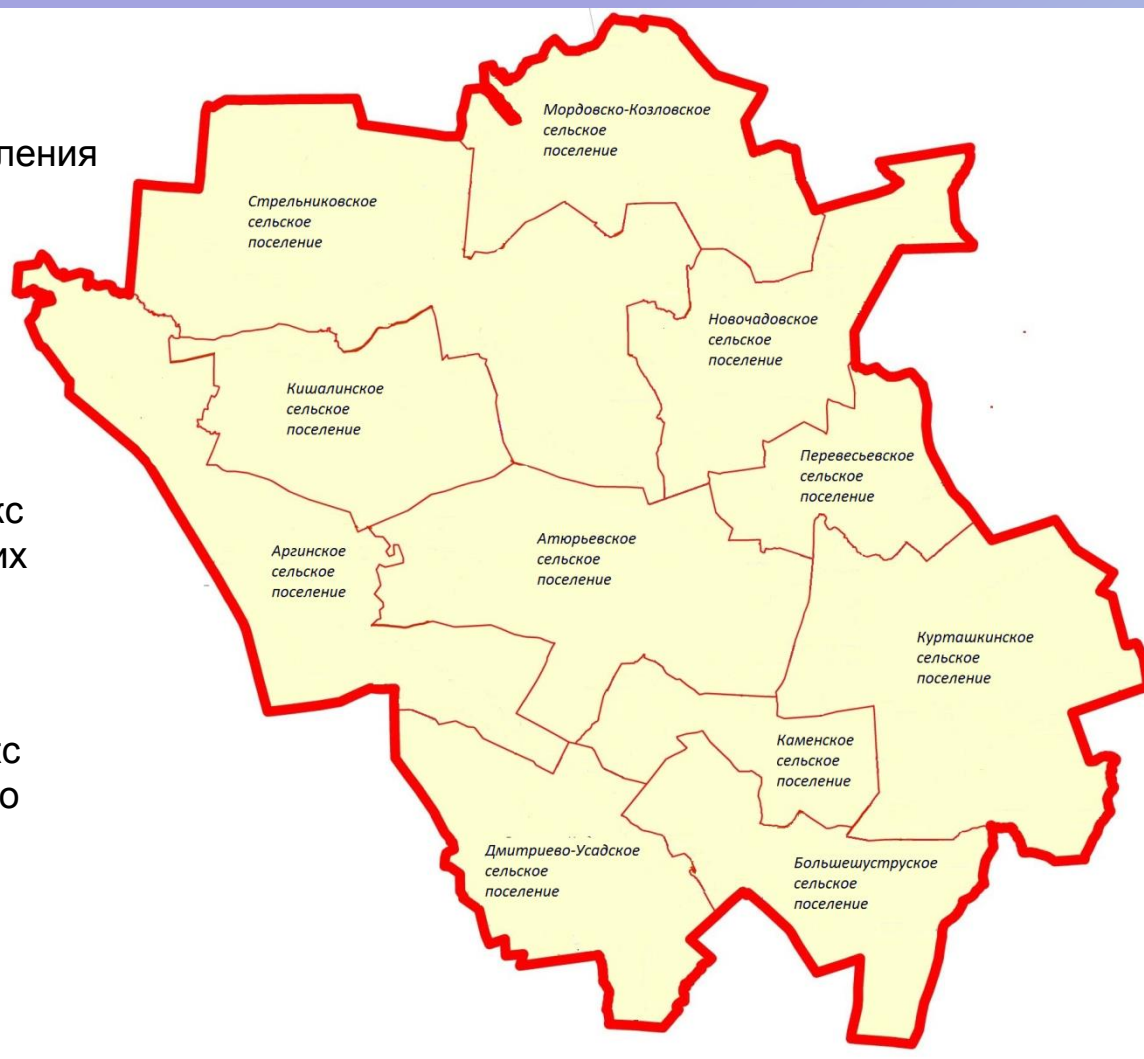 ления
кс
их
кс
о
Мордовско-Козловское
сельское
поселение
Стрельниковское
сельское
поселение
Новочадовское
сельское
поселение
Кишалинское
сельское
поселение
Перевесьевское
сельское
поселение
Аргинское
сельское
поселение
Атюрьевское
сельское
поселение
Курташкинское
сельское
поселение
Каменское
сельское
поселение
Дмитриево-Усадское
сельское
поселение
Большешуструское
сельское
поселение